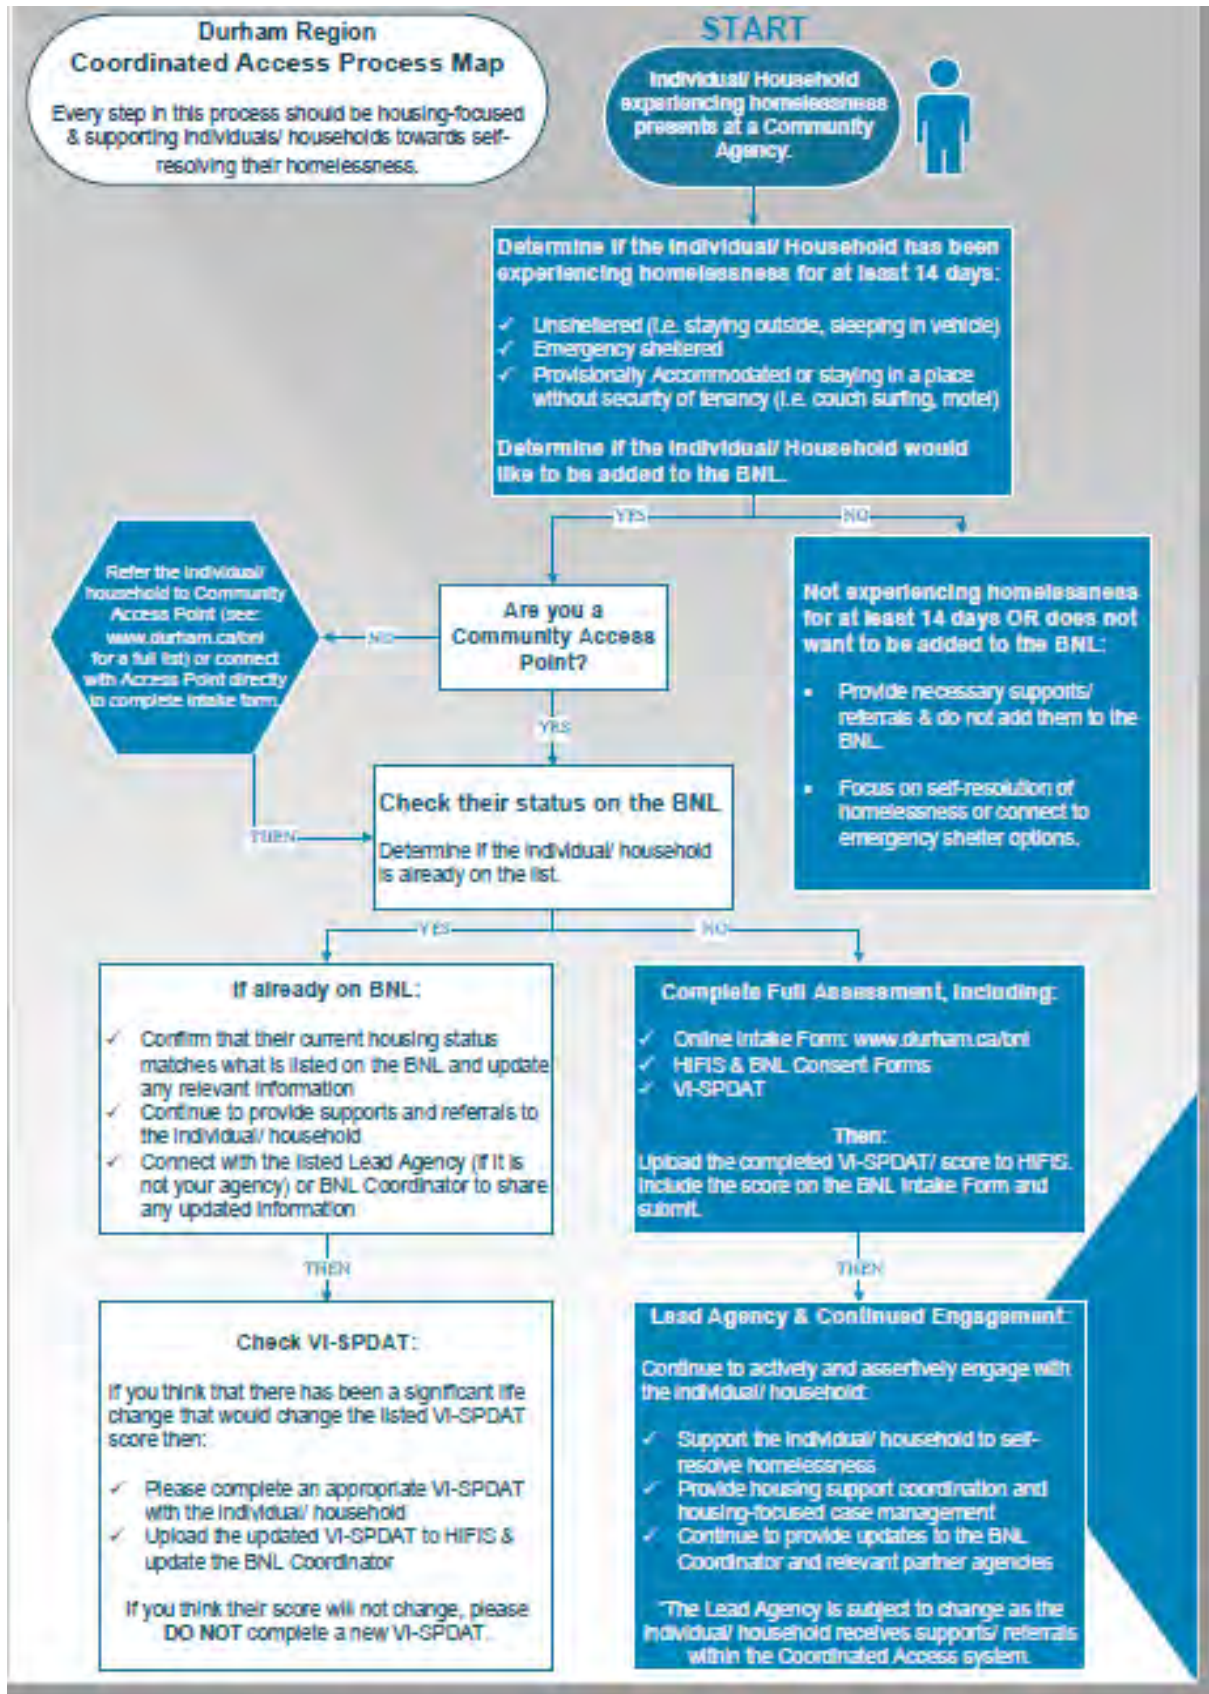 Durham Region
Coordinated Access Process Map
Every step in this process should be housing-focused
& supporting individuals/ households towards self-
resolving their homelessness.
START
Individual/ Household
experiencing homelessness
presents at a Community
Agency.
Determine if the Individual/ Household has been
experiencing homelessness for at least 14 days:
✓ Unsheltered (i.e. staying outside, sleeping in vehicle)
✓ Emergency sheltered
✓ Provisionally Accommodated or staying in a place
without security of tenancy (i.e. couch surfing, motel)
Determine if the Individual/ Household would
like to be added to the BNL.
YES
NO
Refer the individual/
household to Community
Access Point (see:
www.durham.ca/bnl
for a full list) or connect
with Access Point directly
to complete intake form.
NO
Are you a
Community Access
Point?
YES
Not experiencing homelessness
for at least 14 days OR does not
want to be added to the BNL:
• Provide necessary supports/
referrals & do not add them to the
BNL.
• Focus on self-resolution of
homelessness or connect to
emergency shelter options.
THEN
Check their status on the BNL
Determine if the individual/ household
is already on the list.
YES
NO
If already on BNL:
✓ Confirm that their current housing status
matches what is listed on the BNL and update
any relevant information
✓ Continue to provide supports and referrals to
the individual/ household
✓ Connect with the listed Lead Agency (if it is
not your agency) or BNL Coordinator to share
any updated information
Complete Full Assessment, Including:
✓ Online Intake Form: www.durham.ca/bnl
✓ HIFIS & BNL Consent Forms
✓ VI-SPDAT
Then:
Upload the completed VI-SPDAT/ score to HIFIS.
Include the score on the BNL Intake Form and
submit.
THEN
THEN
Check VI-SPDAT:
If you think that there has been a significant life
change that would change the listed VI-SPDAT
score then:
✓ Please complete an appropriate VI-SPDAT
with the individual/ household
✓ Upload the updated VI-SPDAT to HIFIS &
update the BNL Coordinator
If you think their score will not change, please
DO NOT complete a new VI-SPDAT.
Lead Agency & Continued Engagement:
Continue to actively and assertively engage with
the individual/ household:
✓ Support the individual/ household to self-
resolve homelessness
✓ Provide housing support coordination and
housing-focused case management
✓ Continue to provide updates to the BNL
Coordinator and relevant partner agencies
*The Lead Agency is subject to change as the
individual/ household receives supports/ referrals
within the Coordinated Access system.